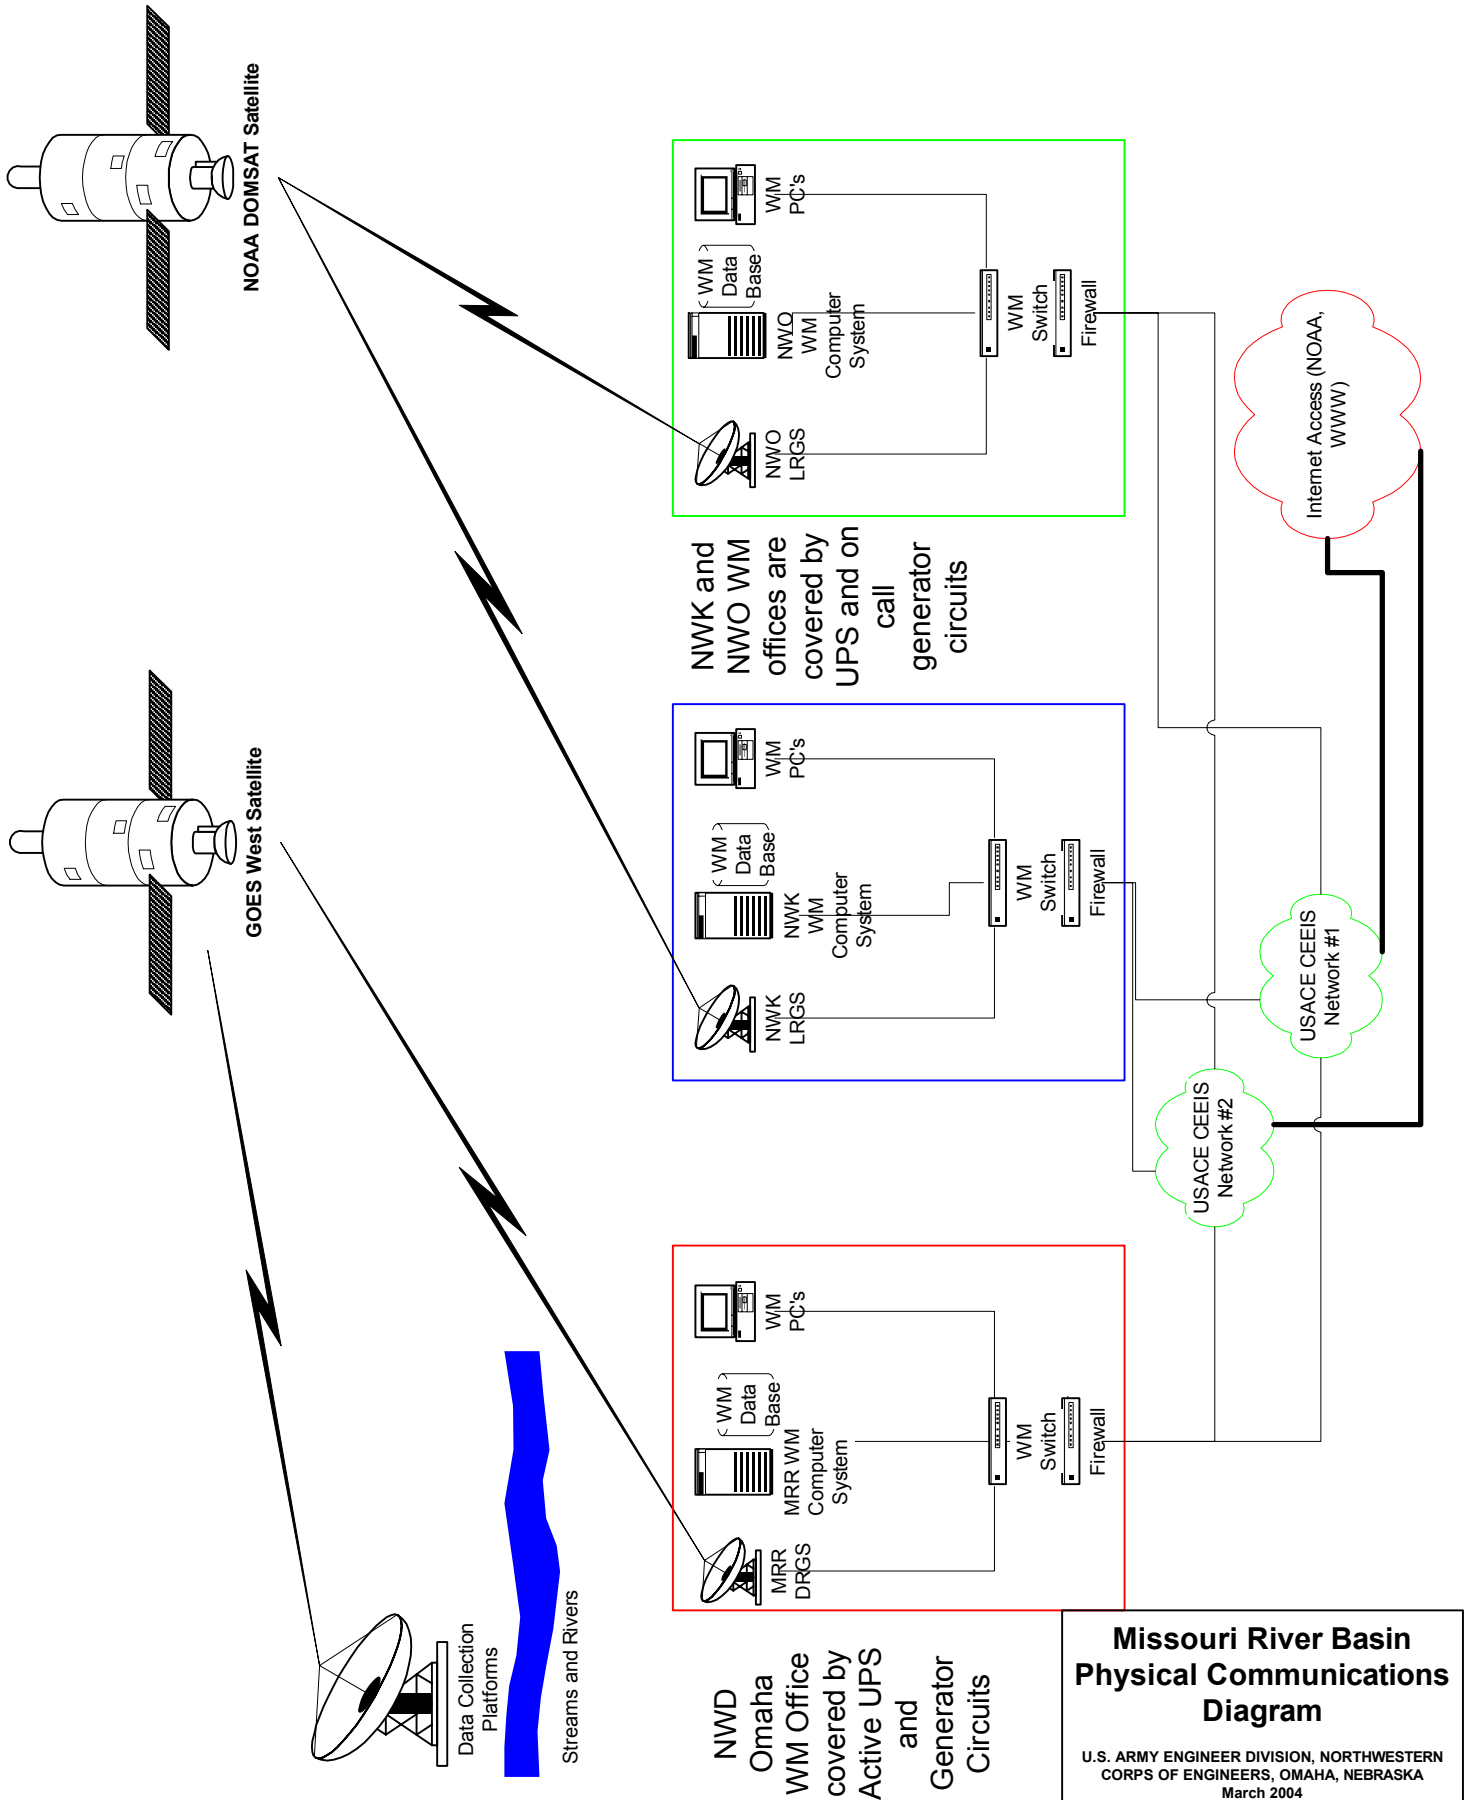 Data Collection
Platforms
Streams and Rivers
GOES West Satellite
NOAA DOMSAT Satellite
NWD
Omaha
WM Office
covered by
Active UPS
and
Generator
Circuits
MRR
DRGS
MRR WM
Computer
System
WM
Data
Base
WM
PC's
WM
Switch
Firewall
NWK
LRGS
NWK
WM
Computer
System
WM
Data
Base
WM
PC's
WM
Switch
Firewall
NWK and
NWO WM
offices are
covered by
UPS and on
call
generator
circuits
NWO
LRGS
NWO
WM
Computer
System
WM
Data
Base
WM
PC's
WM
Switch
Firewall
USACE CEEIS
Network #2
USACE CEEIS
Network #1
Internet Access (NOAA,
WWW)
Missouri River Basin
Physical Communications
Diagram
U.S. ARMY ENGINEER DIVISION, NORTHWESTERN
CORPS OF ENGINEERS, OMAHA, NEBRASKA
March 2004